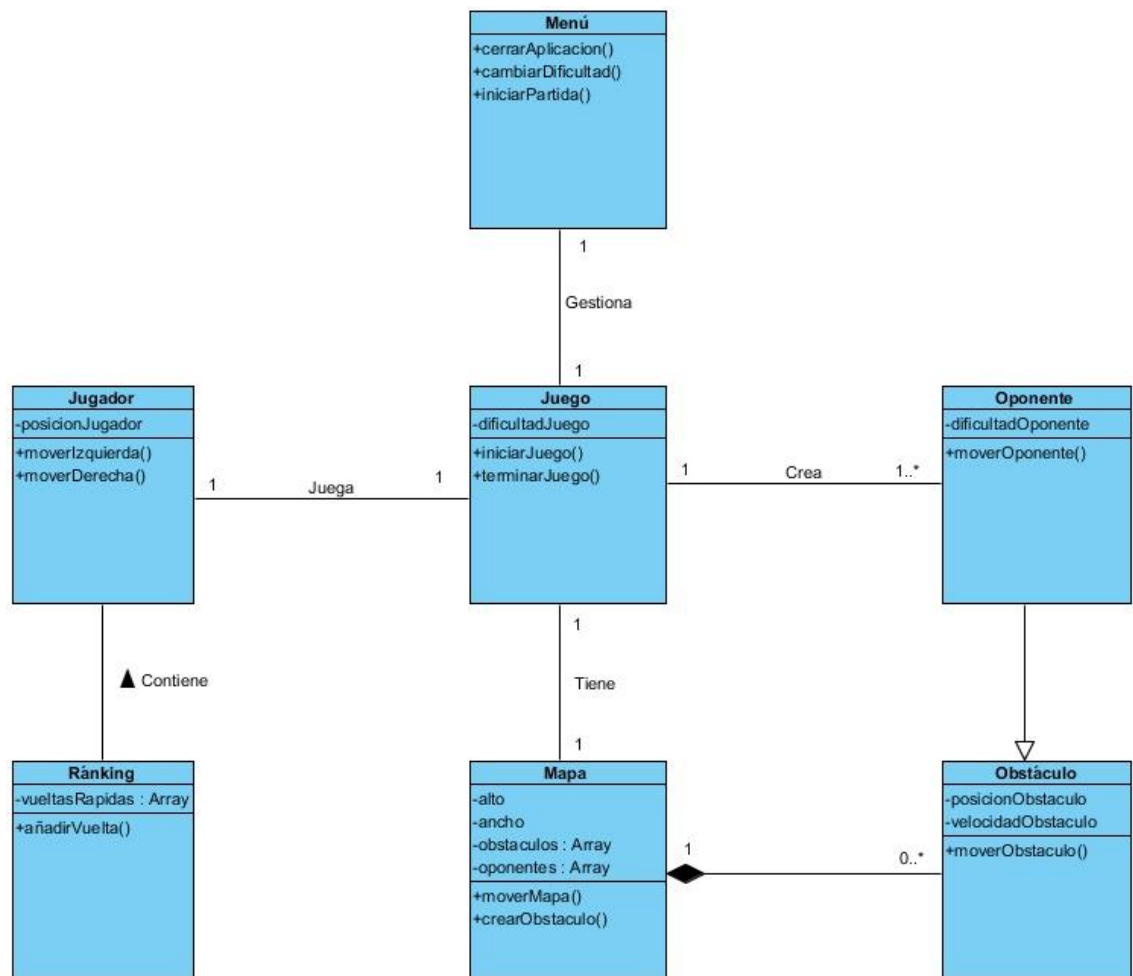 Menú
+cerrarAplicacion()
+cambiarDificultad()
+iniciarPartida()
1
Gestiona
1
Jugador
-posicionJugador
+moverIzquierda()
+moverDerecha()
Juego
-dificultadJuego
+iniciarJuego()
+terminarJuego()
Oponente
-dificultadOponente
+moverOponente()
1 Juega 1
1 Crea 1..*
Contiene
1
Tiene
1
Ránking
-vueltasRapidas : Array
+añadirVuelta()
Mapa
-alto
-ancho
-obstaculos : Array
-oponentes : Array
+moverMapa()
+crearObstaculo()
1 0..*
Obstáculo
-posicionObstaculo
-velocidadObstaculo
+moverObstaculo()